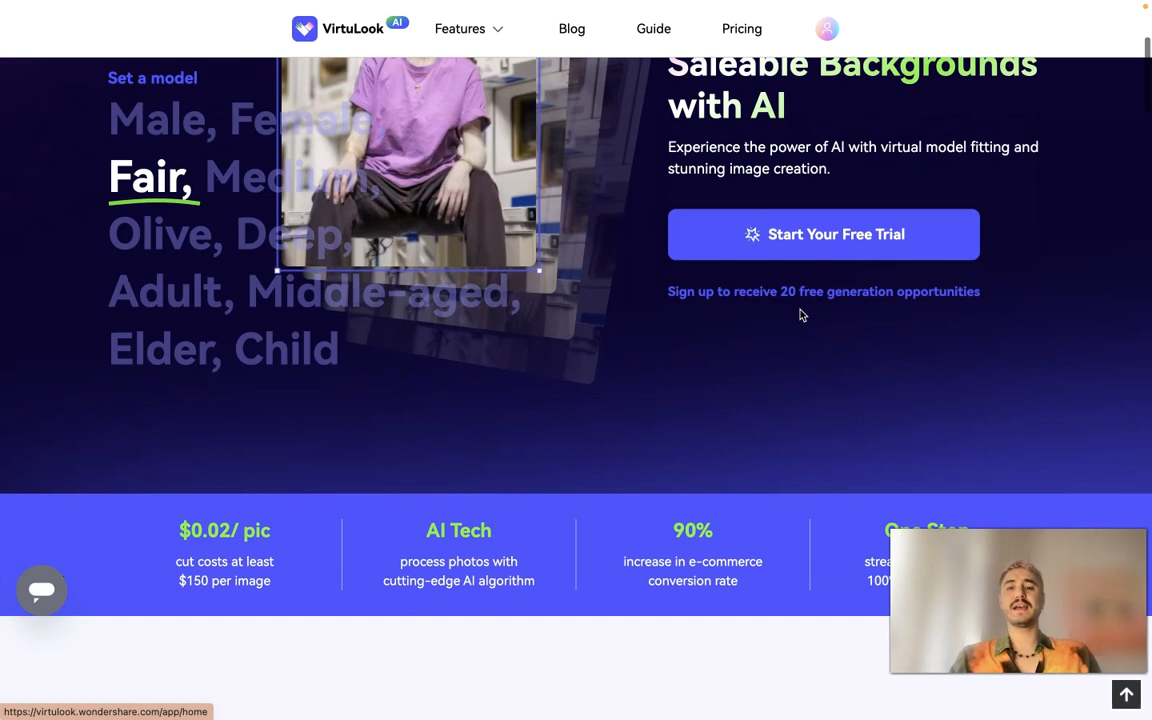 VirtuLook AI
Features
Blog
Guide
Pricing
Set a model
Male, Female,
Fair, Medium,
Olive, Deep,
Adult, Middle-aged,
Elder, Child
Saleable Backgrounds
with AI
Experience the power of AI with virtual model fitting and
stunning image creation.
Start Your Free Trial
Sign up to receive 20 free generation opportunities
$0.02/ pic
cut costs at least
$150 per image
AI Tech
process photos with
cutting-edge AI algorithm
90%
increase in e-commerce
conversion rate
One Stop
100%
https://virtulook.wondershare.com/app/home